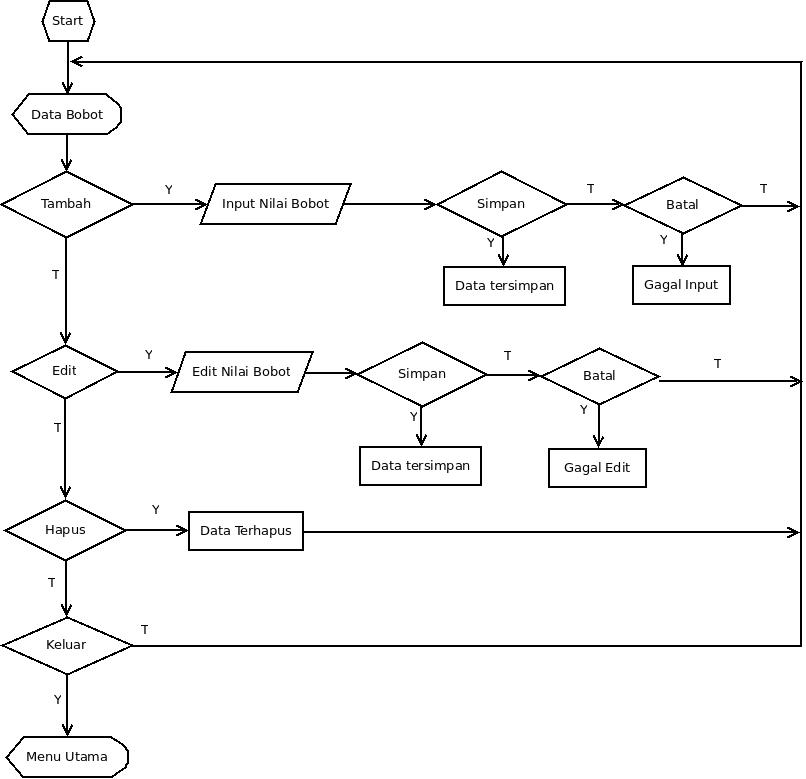 Start
Data Bobot
Tambah
Y
Input Nilai Bobot
Simpan
T
Batal
T
Y
Data tersimpan
Y
Gagal Input
T
Edit
Y
Edit Nilai Bobot
Simpan
T
Batal
T
Y
Data tersimpan
Y
Gagal Edit
T
Hapus
Y
Data Terhapus
T
Keluar
T
Y
Menu Utama